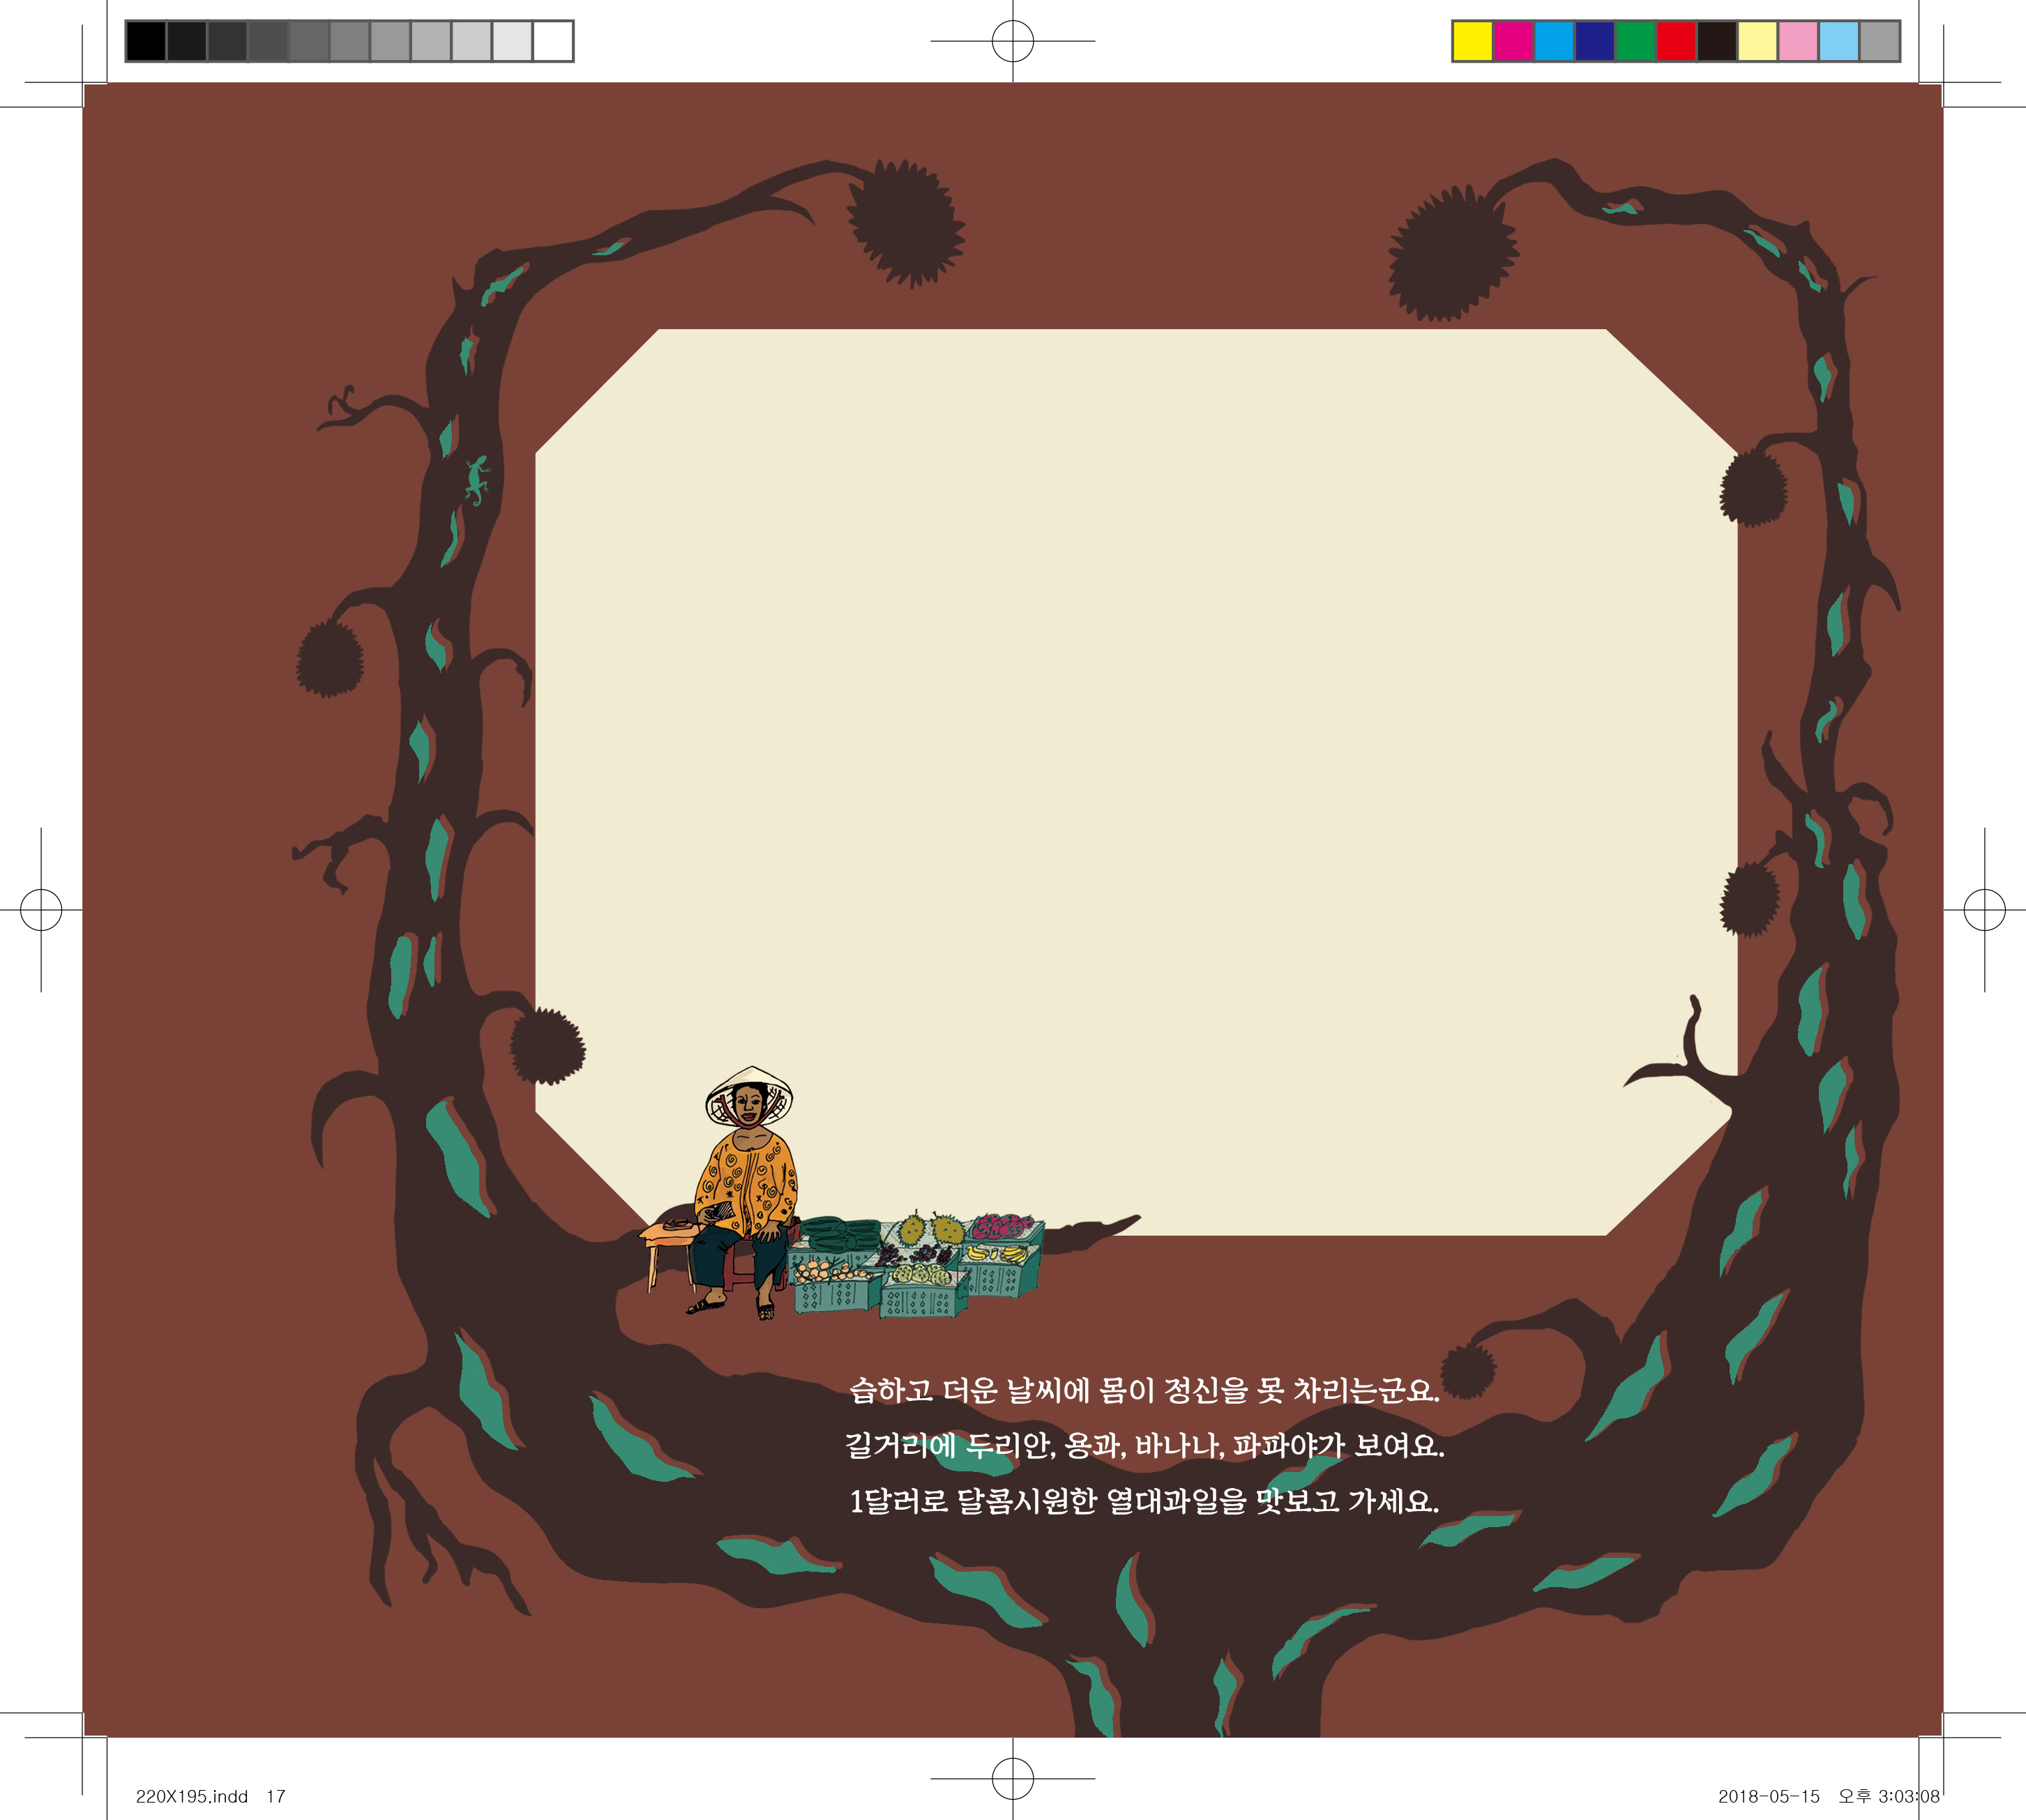 습하고 더운 날씨에 몸이 정신을 못 차리는군요.
길거리에 두리안, 용과, 바나나, 파파야가 보여요.
1달러로 달콤시원한 열대과일을 맛보고 가세요.
220X195.indd 17
2018-05-15 오후 3:03:08